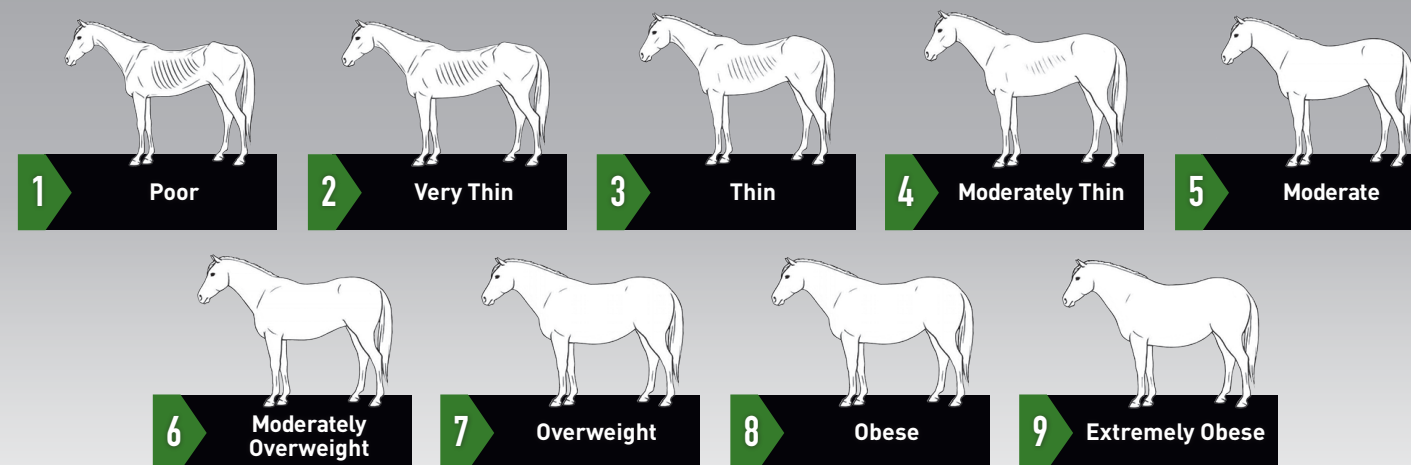 1 Poor
2 Very Thin
3 Thin
4 Moderately Thin
5 Moderate
6 Moderately
Overweight
7 Overweight
8 Obese
9 Extremely Obese